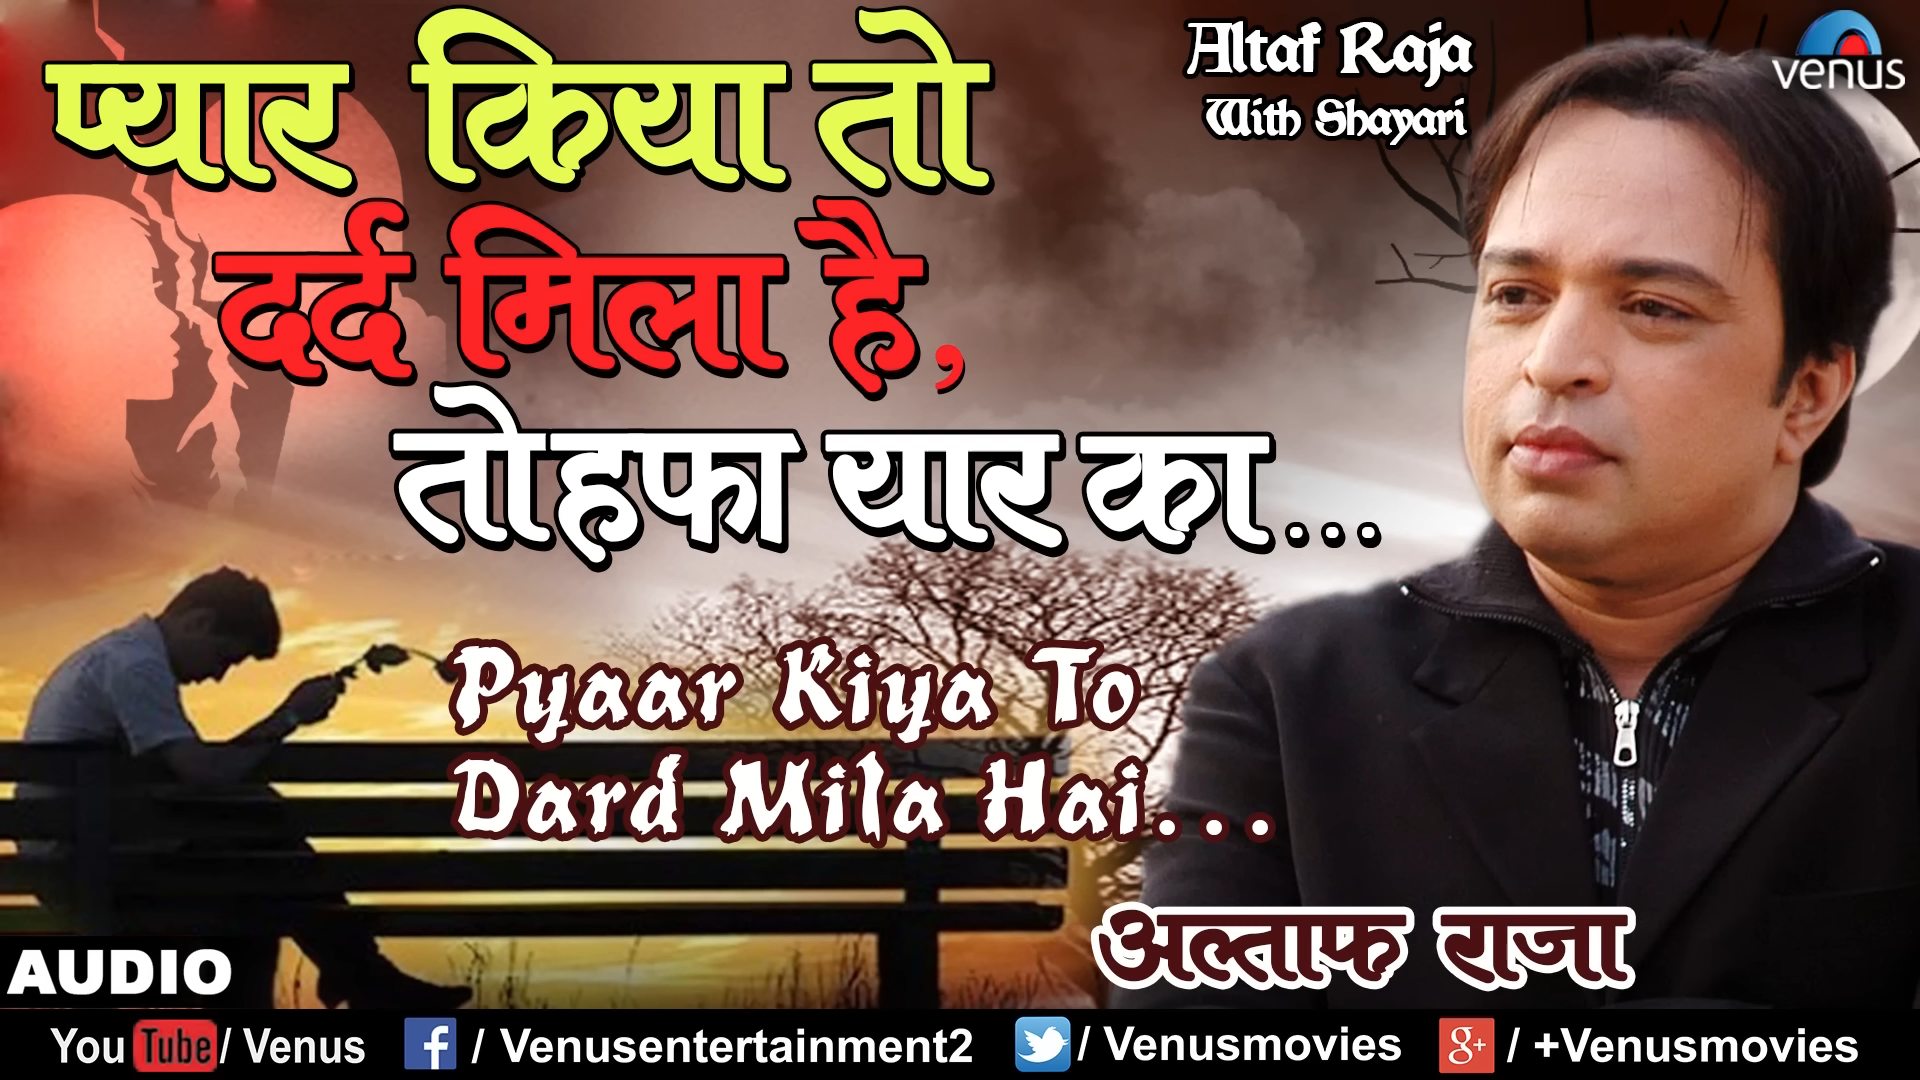 प्यार किया तो
दर्द मिला है,
तोहफा यार का...
Altaf Raja
With Shayari
venus
Pyaar Kiya To
Dard Mila Hai...
अल्ताफ राजा
AUDIO
YouTube / Venus f / Venusentertainment2 / Venusmovies g+ / +Venusmovies